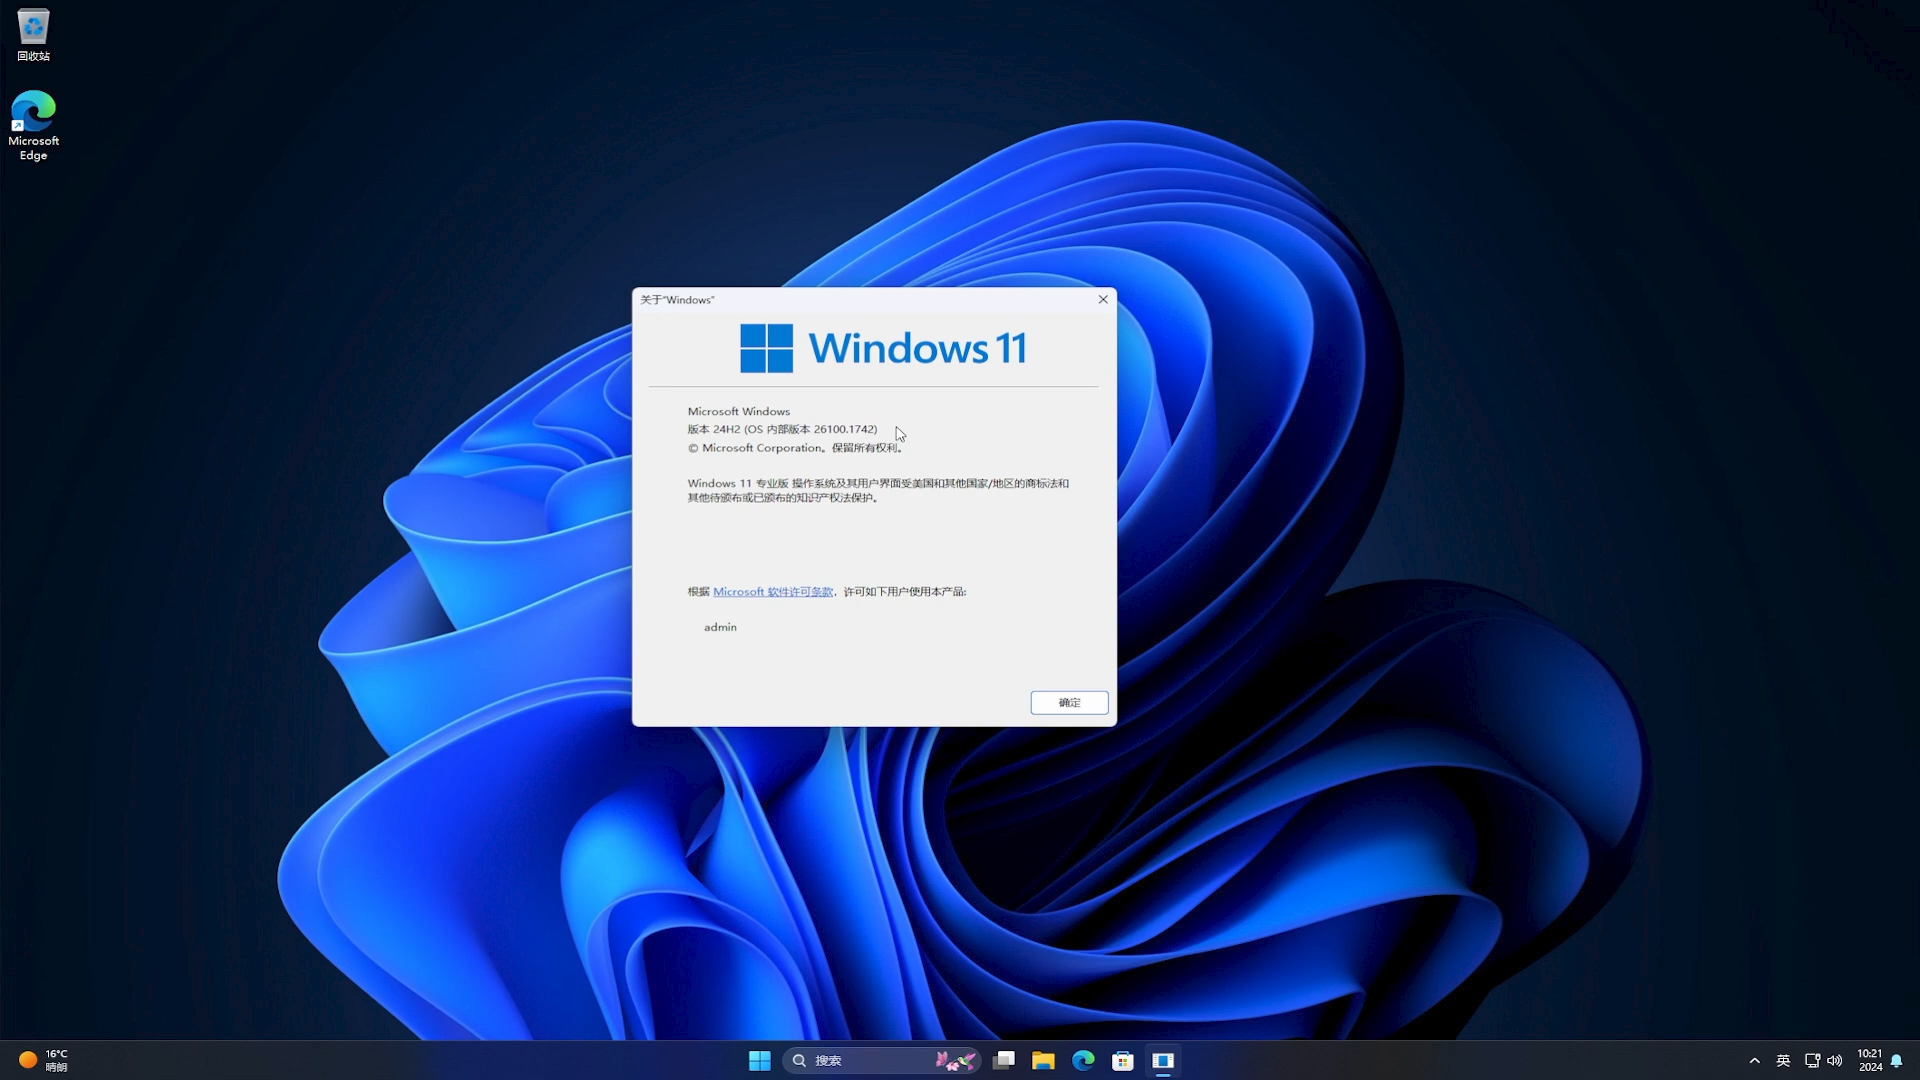 回收站
Microsoft
Edge
关于"Windows"
Windows 11
Microsoft Windows
版本 24H2 (OS 内部版本 26100.1742)
© Microsoft Corporation。保留所有权利。
Windows 11 专业版 操作系统及其用户界面受美国和其他国家/地区的商标法和
其他待颁布或已颁布的知识产权法保护。
根据 Microsoft 软件许可条款，许可如下用户使用本产品:
admin
确定
16°C
晴朗
搜索
英
10:21
2024